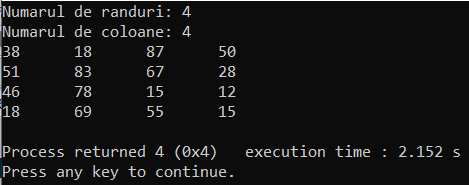 Numarul de randuri: 4
Numarul de coloane: 4
38 18 87 50
51 83 67 28
46 78 15 12
18 69 55 15
Process returned 4 (0x4) execution time : 2.152 s
Press any key to continue.